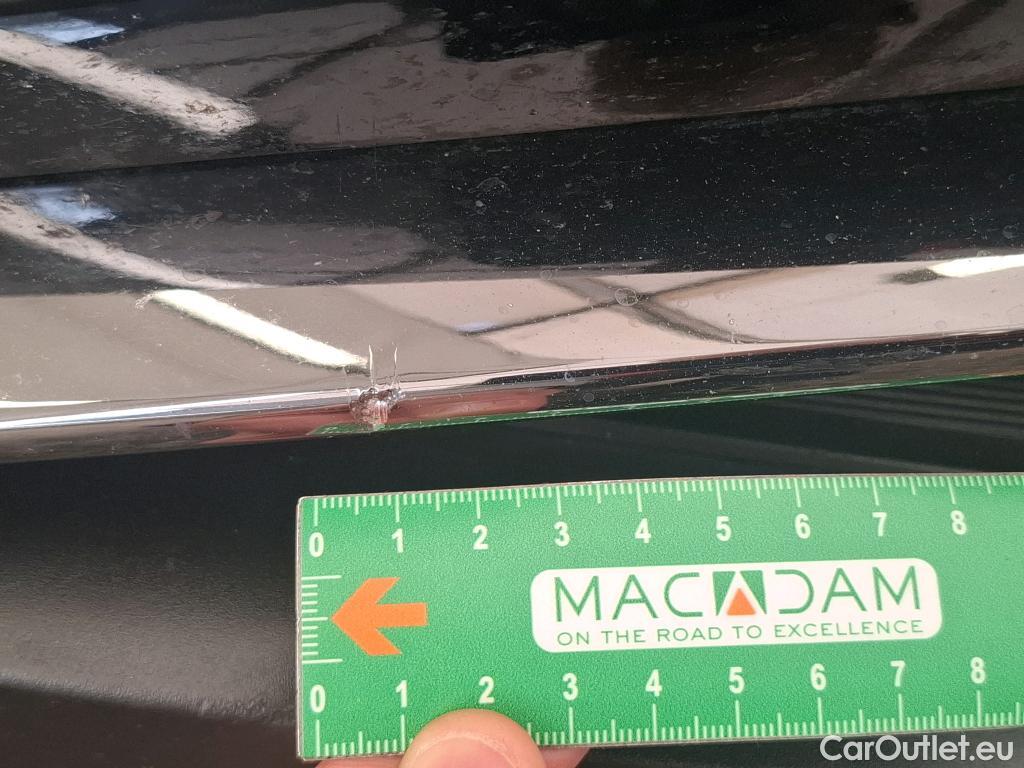 0 1 2 3 4 5 6 7 8
MACADAM
ON THE ROAD TO EXCELLENCE
0 1 2 3 4 5 6 7 8
CarOutlet.eu